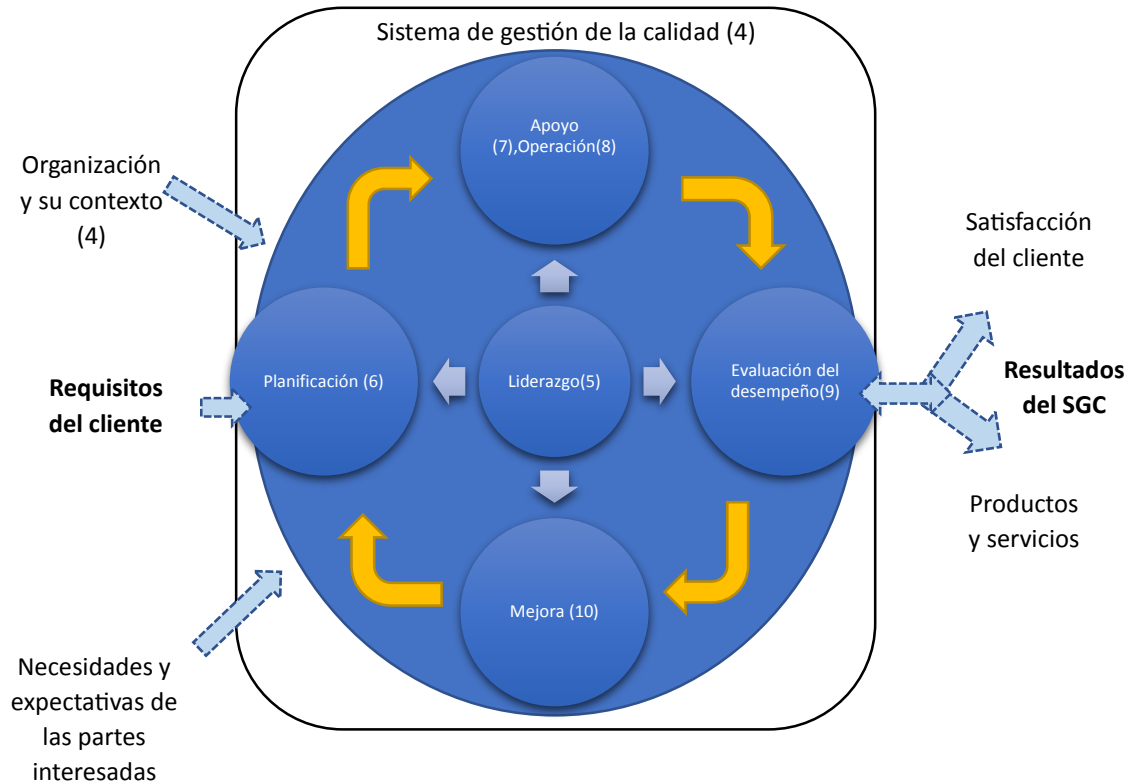 Sistema de gestión de la calidad (4)
Apoyo
(7),Operación(8)
Organización
y su contexto
(4)
Satisfacción
del cliente
Requisitos
del cliente
Planificación (6)
Liderazgo(5)
Evaluación del
desempeño(9)
Resultados
del SGC
Productos
y servicios
Mejora (10)
Necesidades y
expectativas de
las partes
interesadas